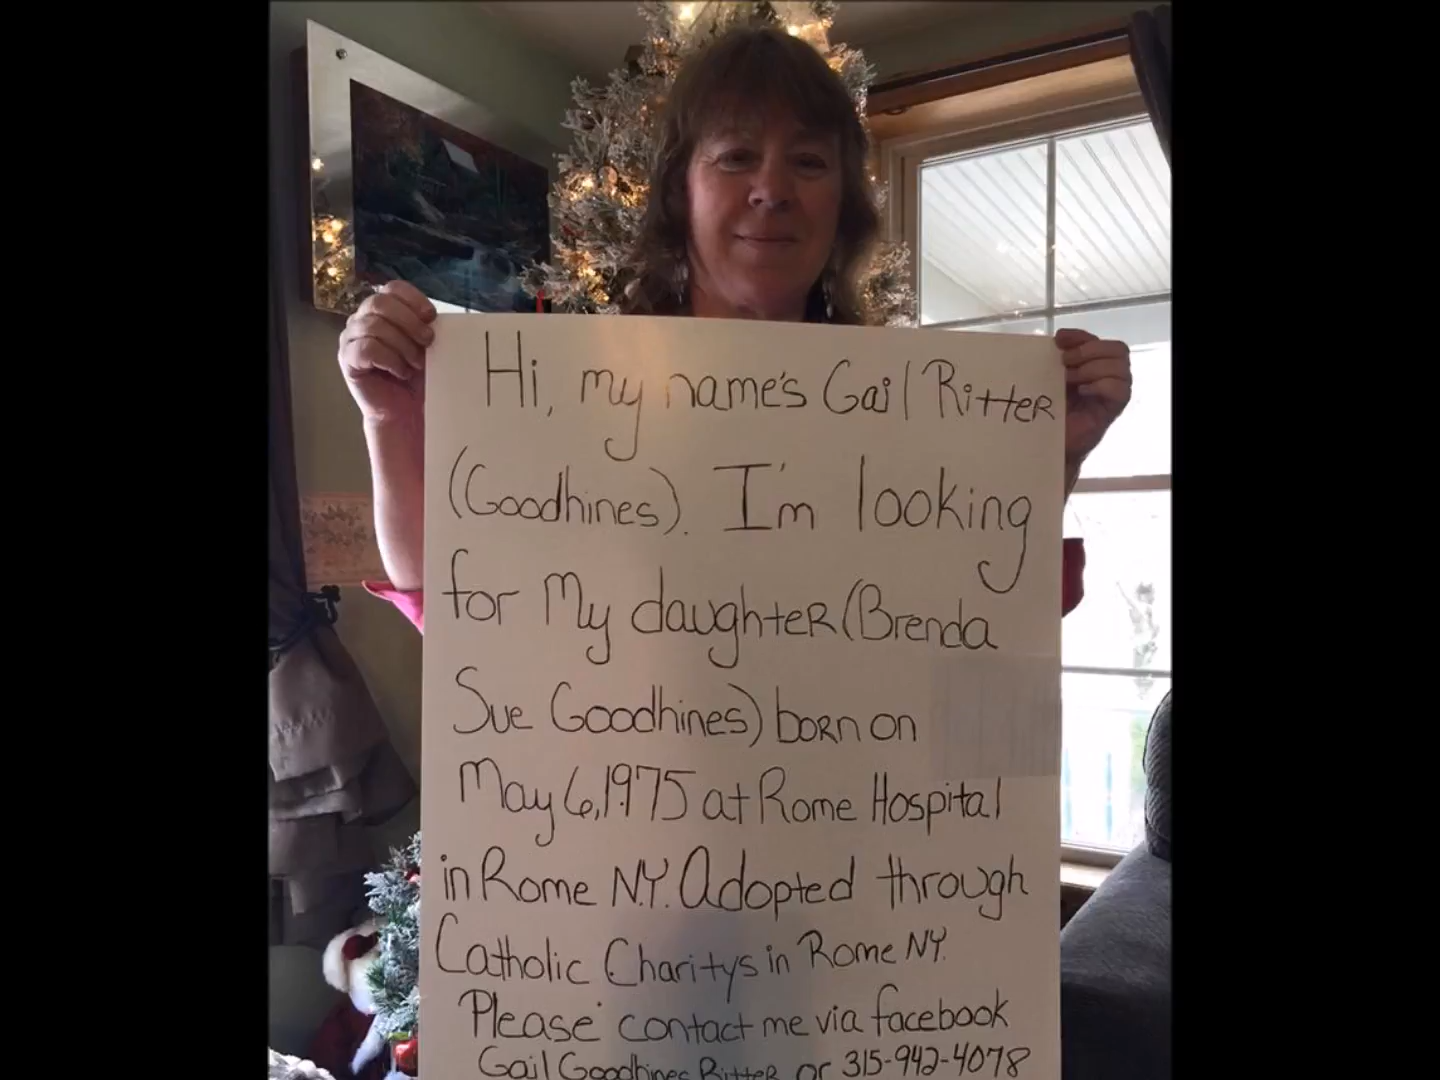 Hi, my name's Gail Ritter
(Goodhines). I'm looking
for My daughter (Brenda
Sue Goodhines) born on
May 6, 1975 at Rome Hospital
in Rome N.Y. Adopted through
Catholic Charitys in Rome NY.
Please contact me via facebook
Gail Goodhines Ritter or 315-942-4078